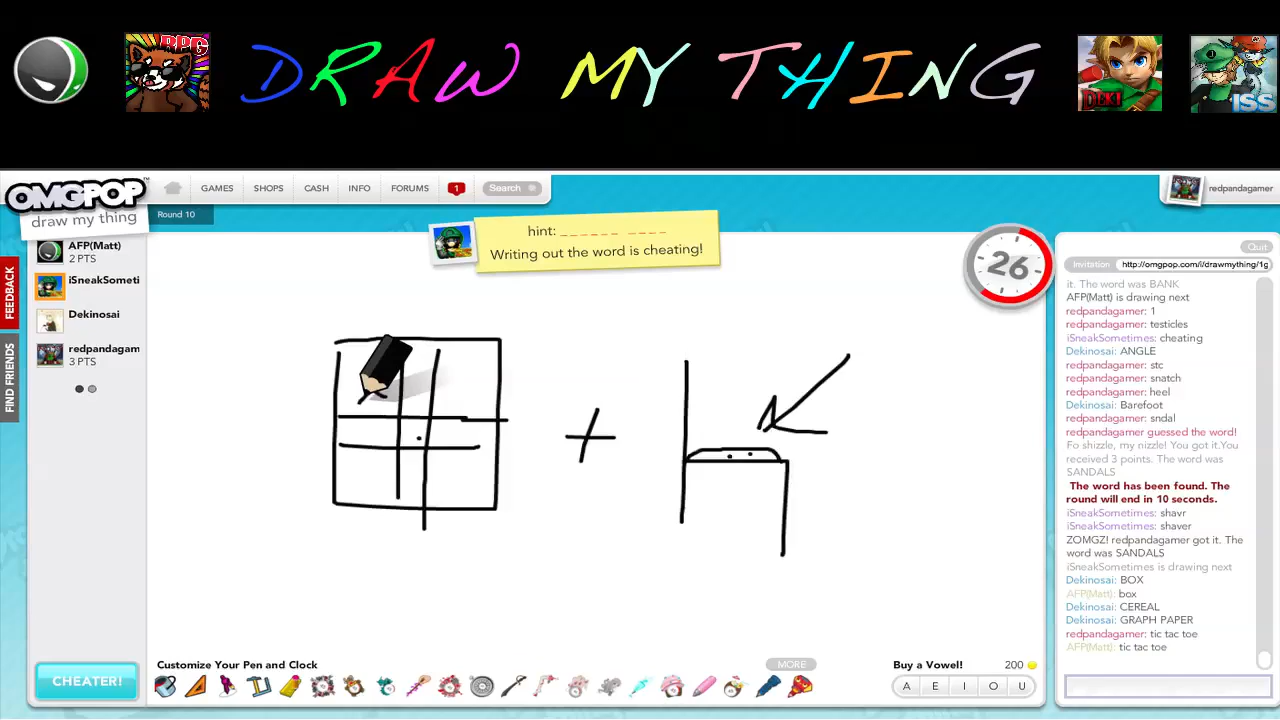 RPG
DRAW MY THING
DEKI
ISS
OMGPOP
draw my thing
GAMES
SHOPS
CASH
INFO
FORUMS
1
Search
redpandagamer
Round 10
hint: _ _ _ _ _ _ _ _ _ _
Writing out the word is cheating!
26
FEEDBACK
FIND FRIENDS
AFP(Matt)
2 PTS
iSneakSometi
Dekinosai
redpandagam
3 PTS
CHEATER!
Quit
Invitation
http://omgpop.com/i/drawmything/1g
it. The word was BANK
AFP(Matt) is drawing next
redpandagamer: 1
redpandagamer: testicles
iSneakSometimes: cheating
Dekinosai: ANGLE
redpandagamer: stc
redpandagamer: snatch
redpandagamer: heel
Dekinosai: Barefoot
redpandagamer: sndal
redpandagamer guessed the word!
Fo shizzle, my nizzle! You got it.You
received 3 points. The word was
SANDALS
The word has been found. The
round will end in 10 seconds.
iSneakSometimes: shavr
iSneakSometimes: shaver
ZOMGZ! redpandagamer got it. The
word was SANDALS
iSneakSometimes is drawing next
Dekinosai: BOX
AFP(Matt): box
Dekinosai: CEREAL
Dekinosai: GRAPH PAPER
redpandagamer: tic tac toe
AFP(Matt): tic tac toe
Customize Your Pen and Clock
MORE
Buy a Vowel!
200
A E I O U